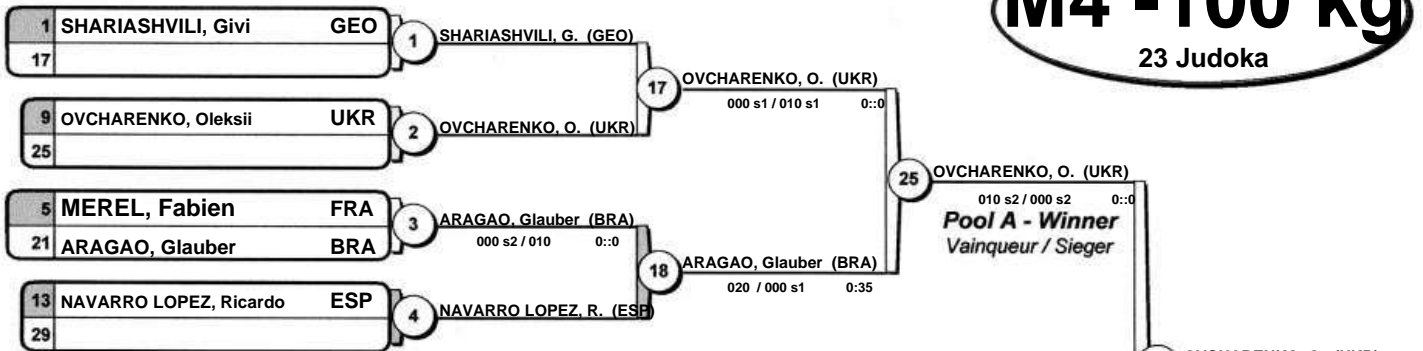 M4 -100 kg
23 Judoka
1 SHARIASHVILI, Givi GEO
17
1
SHARIASHVILI, G. (GEO)
9 OVCHARENKO, Oleksii UKR
25
2
OVCHARENKO, O. (UKR)
17
OVCHARENKO, O. (UKR)
000 s1 / 010 s1 0::0
5 MEREL, Fabien FRA
21 ARAGAO, Glauber BRA
3
ARAGAO, Glauber (BRA)
000 s2 / 010 0::0
13 NAVARRO LOPEZ, Ricardo ESP
29
4
NAVARRO LOPEZ, R. (ESP)
18
ARAGAO, Glauber (BRA)
020 / 000 s1 0:35
25
OVCHARENKO, O. (UKR)
010 s2 / 000 s2 0::0
Pool A - Winner
Vainqueur / Sieger